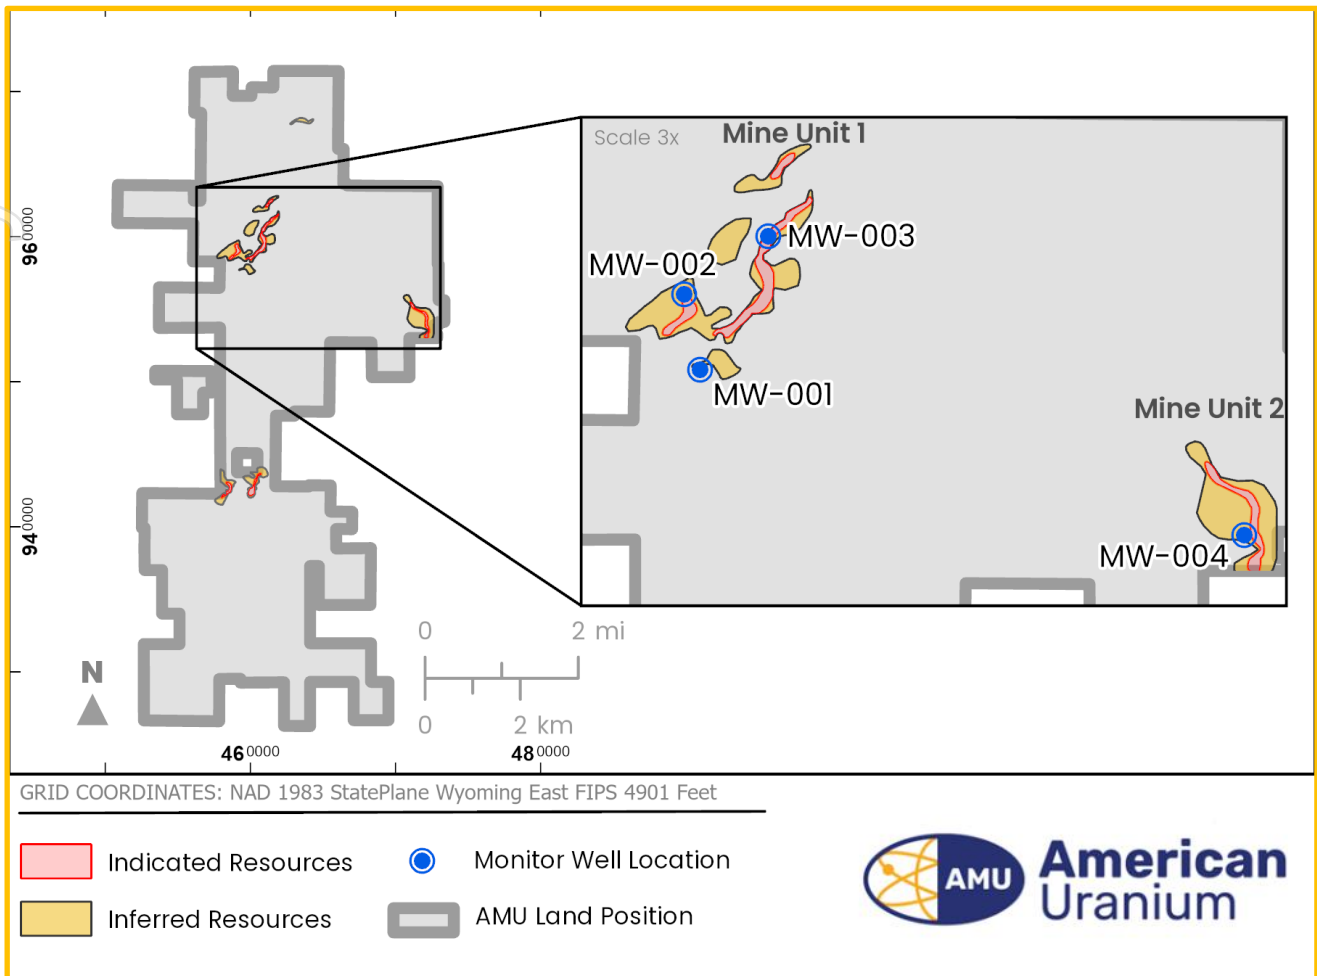 Scale 3x
Mine Unit 1
MW-003
MW-002
MW-001
Mine Unit 2
MW-004
960000
940000
0 2 mi
N
0 2 km
460000 480000
GRID COORDINATES: NAD 1983 StatePlane Wyoming East FIPS 4901 Feet
Indicated Resources
Monitor Well Location
Inferred Resources
AMU Land Position
AMU
American
Uranium